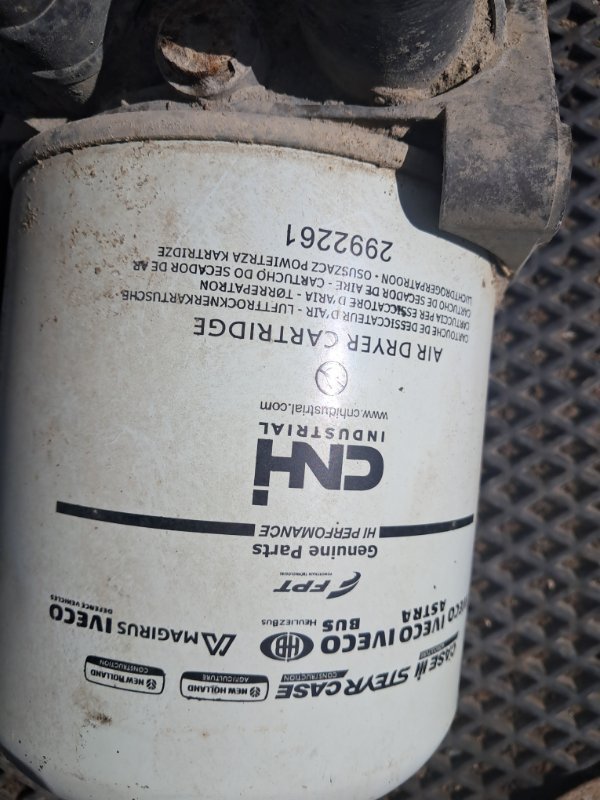 CASE IH STEYR CASE NEW HOLLAND NEW HOLLAND
CONSTRUCTION AGRICULTURE CONSTRUCTION
IVECO IVECO IVECO HEULIEZBUS MAGIRUS IVECO
ASTRA BUS DEFENCE VEHICLES
FPT
POWERTRAIN TECHNOLOGIES
Genuine Parts
HI PERFOMANCE
CNH
INDUSTRIAL
www.cnhindustrial.com
AIR DRYER CARTRIDGE
CARTOUCHE DE DESSICCATEUR D'AIR - LUFTTROCKNERKARTUSCHE-
CARTUCCIA PER ESSICCATORE D'ARIA - TØRREPATRON
CARTUCHO DE SECADOR DE AIRE - CARTUCHO DO SECADOR DE AR
LUCHTDROGERPATROON - OSUSZACZ POWIETRZA KARTRIDZE
2992261